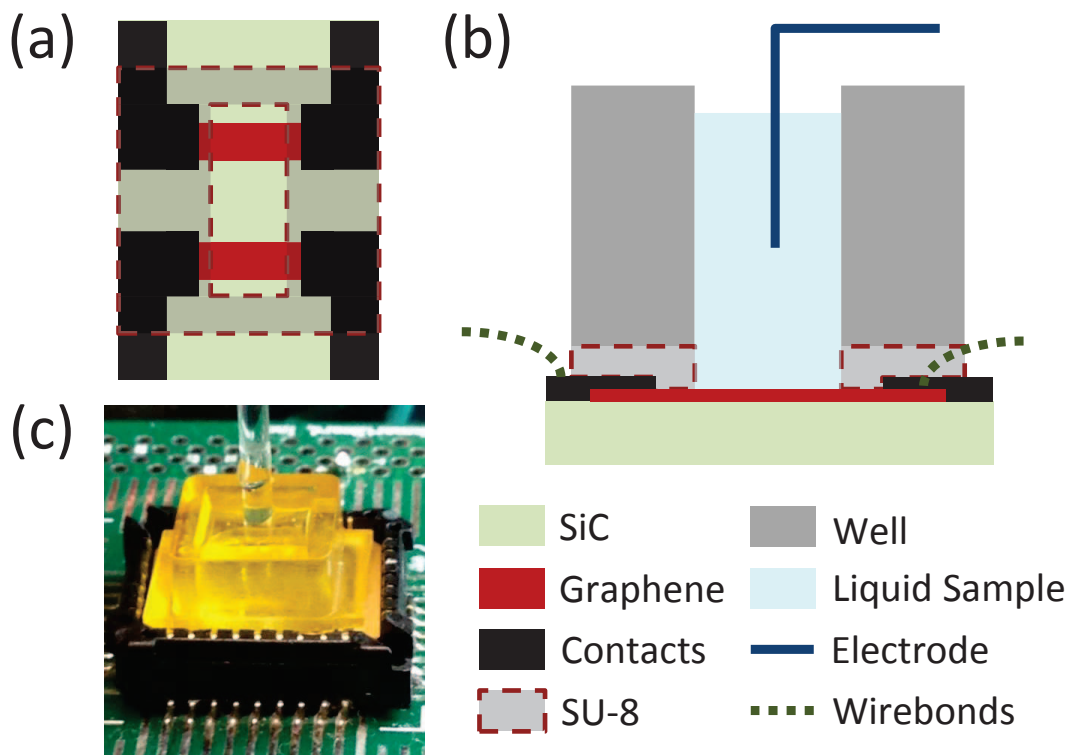 (a)
(b)
(c)
SiC
Graphene
Contacts
SU-8
Well
Liquid Sample
Electrode
Wirebonds